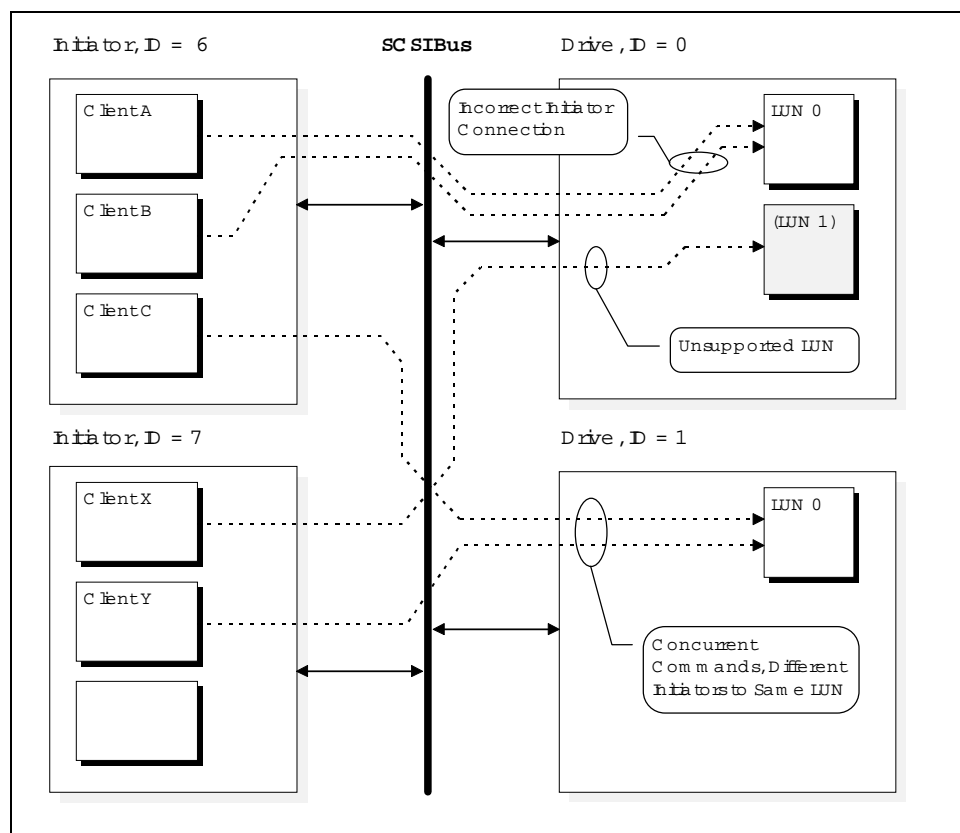 Initiator, ID = 6
SCSI Bus
Drive, ID = 0
Client A
Client B
Client C
Incorrect Initiator
Connection
LUN 0
(LUN 1)
Unsupported LUN
Initiator, ID = 7
Drive, ID = 1
Client X
Client Y
LUN 0
Concurrent
Commands, Different
Initiators to Same LUN